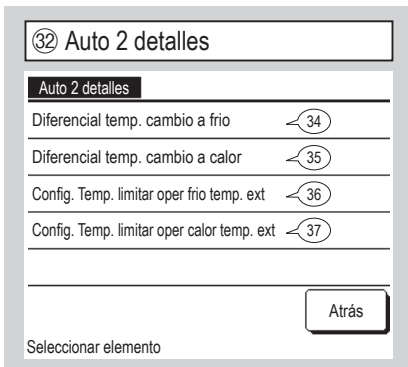 ㉜ Auto 2 detalles
Auto 2 detalles
Diferencial temp. cambio a frio 34
Diferencial temp. cambio a calor 35
Config. Temp. limitar oper frio temp. ext 36
Config. Temp. limitar oper calor temp. ext 37
Atrás
Seleccionar elemento